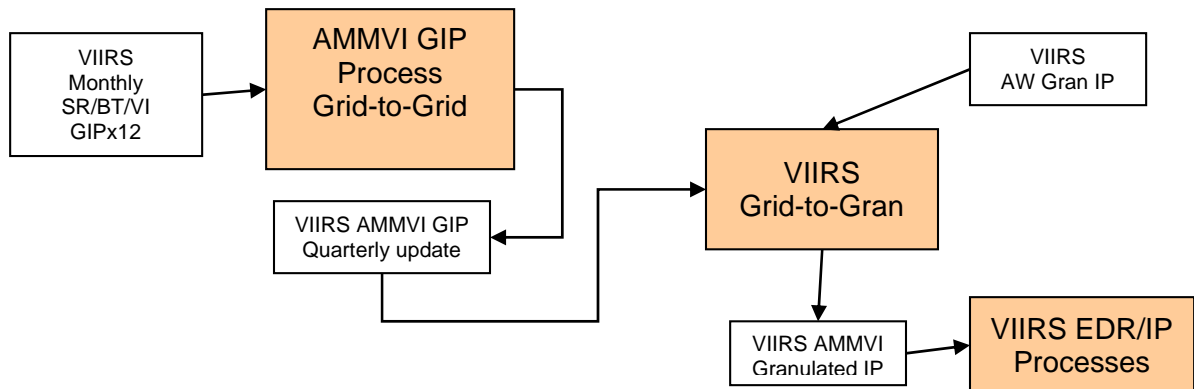 VIIRS
Monthly
SR/BT/VI
GIPx12
AMMVI GIP
Process
Grid-to-Grid
VIIRS
AW Gran IP
VIIRS
Grid-to-Gran
VIIRS AMMVI GIP
Quarterly update
VIIRS AMMVI
Granulated IP
VIIRS EDR/IP
Processes